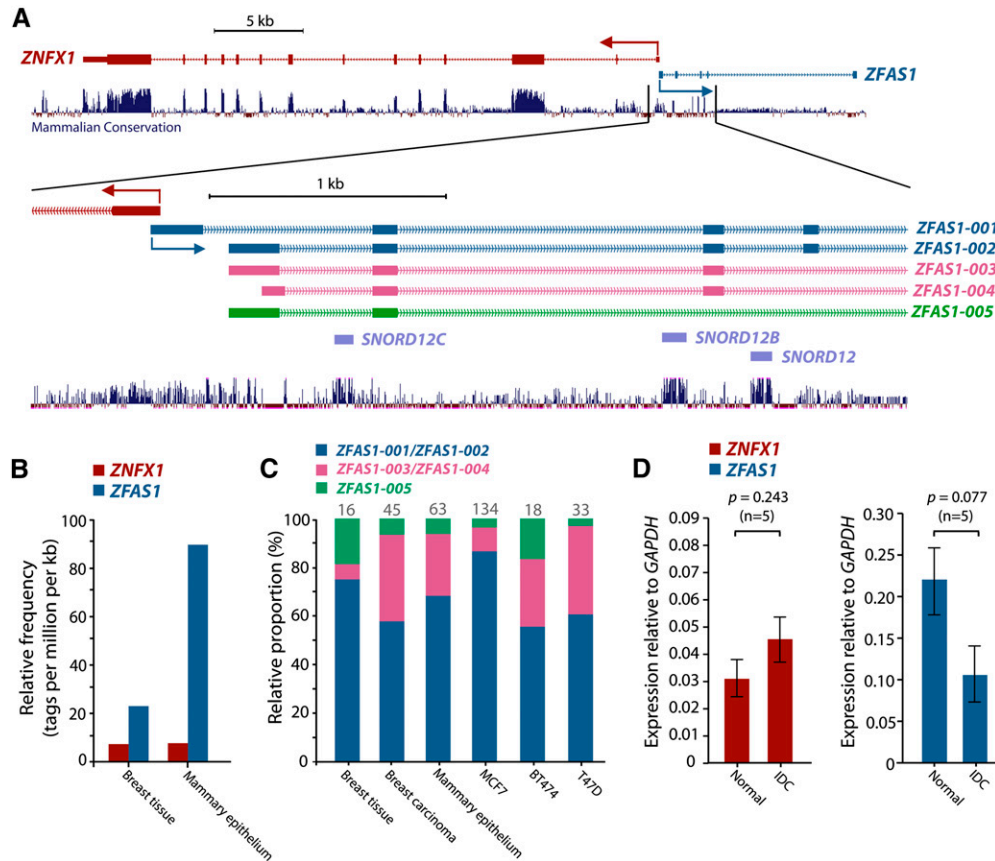 A
5 kb
ZNFX1
ZFAS1
Mammalian Conservation
1 kb
ZFAS1-001
ZFAS1-002
ZFAS1-003
ZFAS1-004
ZFAS1-005
SNORD12C
SNORD12B
SNORD12
B
ZNFX1
ZFAS1
Relative frequency
(tags per million per kb)
100
80
60
40
20
0
Breast tissue
Mammary epithelium
C
ZFAS1-001/ZFAS1-002
ZFAS1-003/ZFAS1-004
ZFAS1-005
16 45 63 134 18 33
Relative proportion (%)
100
80
60
40
20
0
Breast tissue
Breast carcinoma
Mammary epithelium
MCF7
BT474
T47D
D
ZNFX1
ZFAS1
p = 0.243
(n=5)
Expression relative to GAPDH
0.09
0.08
0.07
0.06
0.05
0.04
0.03
0.01
0.00
Normal
IDC
p = 0.077
(n=5)
Expression relative to GAPDH
0.30
0.25
0.20
0.15
0.10
0.05
0.00
Normal
IDC